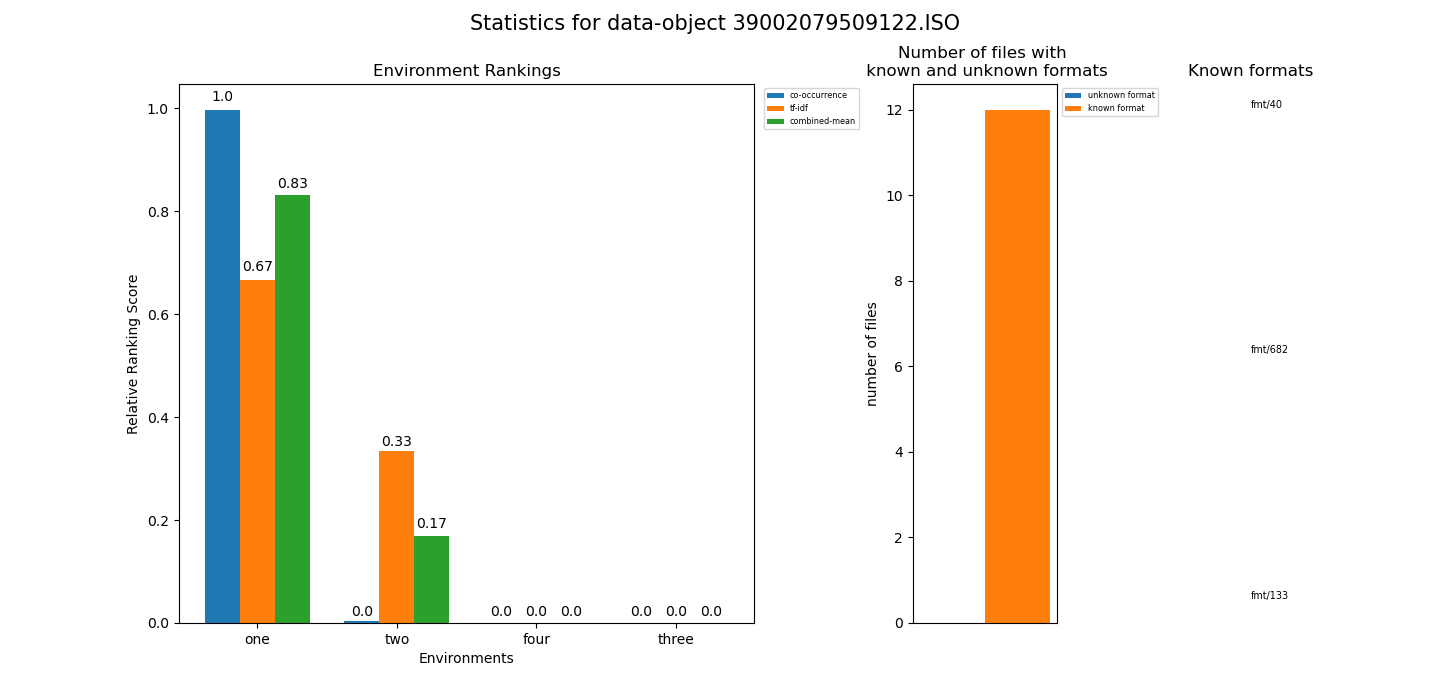 Statistics for data-object 39002079509122.ISO
Environment Rankings
Relative Ranking Score
1.0
0.8
0.6
0.4
0.2
0.0
1.0
0.67
0.83
0.0
0.33
0.17
0.0 0.0 0.0
0.0 0.0 0.0
one two four three
Environments
co-occurrence
tf-idf
combined-mean
Number of files with
known and unknown formats
number of files
12
10
8
6
4
2
0
unknown format
known format
Known formats
fmt/40
fmt/682
fmt/133